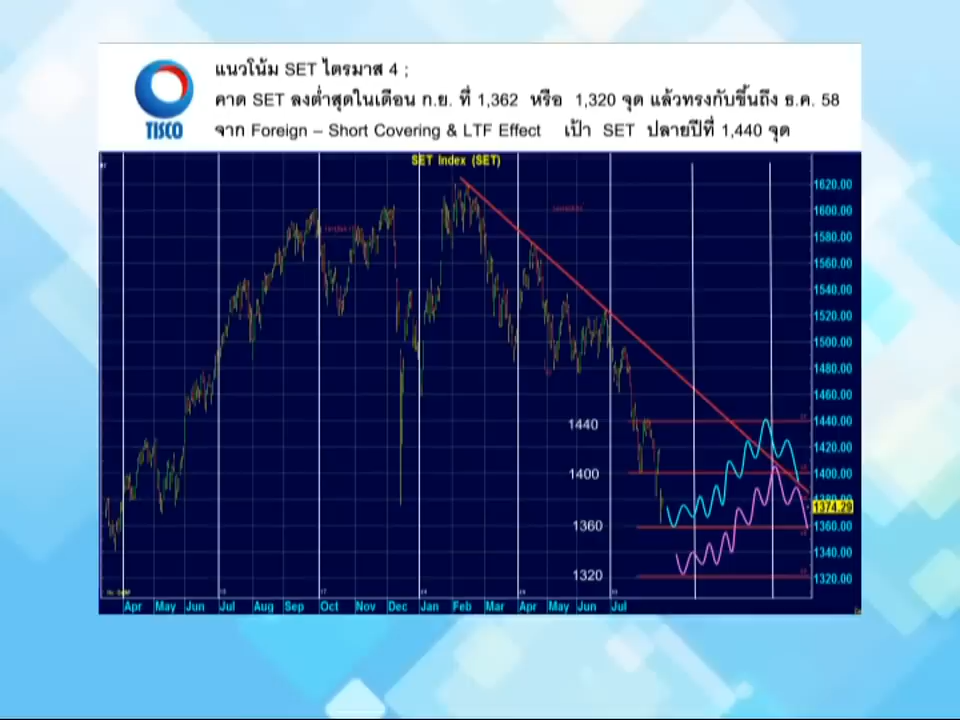 TISCO
แนวโน้ม SET ไตรมาส 4 ;
คาด SET ลงต่ำสุดในเดือน ก.ย. ที่ 1,362 หรือ 1,320 จุด แล้วทรงกับขึ้นถึง ธ.ค. 58
จาก Foreign – Short Covering & LTF Effect เป้า SET ปลายปีที่ 1,440 จุด
SET Index (SET)
1620.00
1600.00
1580.00
1560.00
1540.00
1520.00
1500.00
1480.00
1460.00
1440 1440.00
1420.00
1400 1400.00
1380.00
1374.29
1360 1360.00
1340.00
1320 1320.00
Apr May Jun Jul Aug Sep Oct Nov Dec Jan Feb Mar Apr May Jun Jul